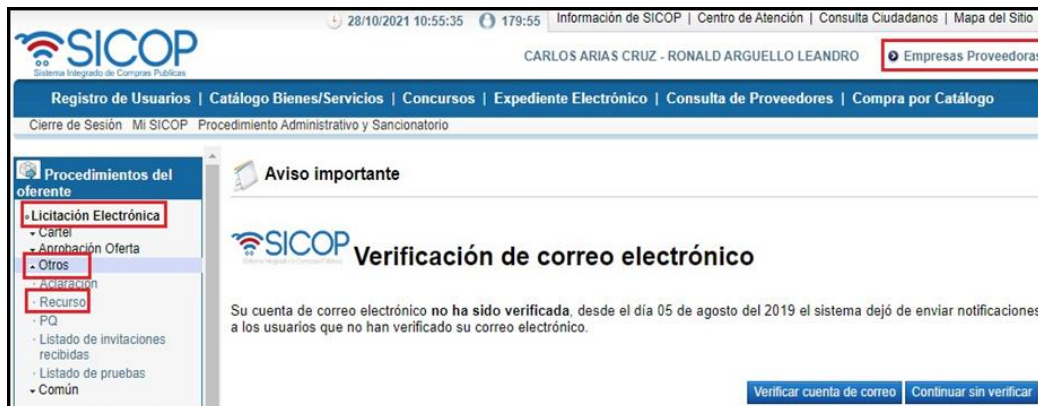 28/10/2021 10:55:35 179:55 Información de SICOP | Centro de Atención | Consulta Ciudadanos | Mapa del Sitio
SICOP
Sistema Integrado de Compras Públicas
CARLOS ARIAS CRUZ - RONALD ARGUELLO LEANDRO Empresas Proveedoras
Registro de Usuarios | Catálogo Bienes/Servicios | Concursos | Expediente Electrónico | Consulta de Proveedores | Compra por Catálogo
Cierre de Sesión Mi SICOP Procedimiento Administrativo y Sancionatorio
Procedimientos del
oferente
Licitación Electrónica
Cartel
Aprobación Oferta
Otros
Aclaración
Recurso
PQ
Listado de invitaciones
recibidas
Listado de pruebas
Común
Aviso importante
SICOP Verificación de correo electrónico
Su cuenta de correo electrónico no ha sido verificada, desde el día 05 de agosto del 2019 el sistema dejó de enviar notificaciones
a los usuarios que no han verificado su correo electrónico.
Verificar cuenta de correo Continuar sin verificar